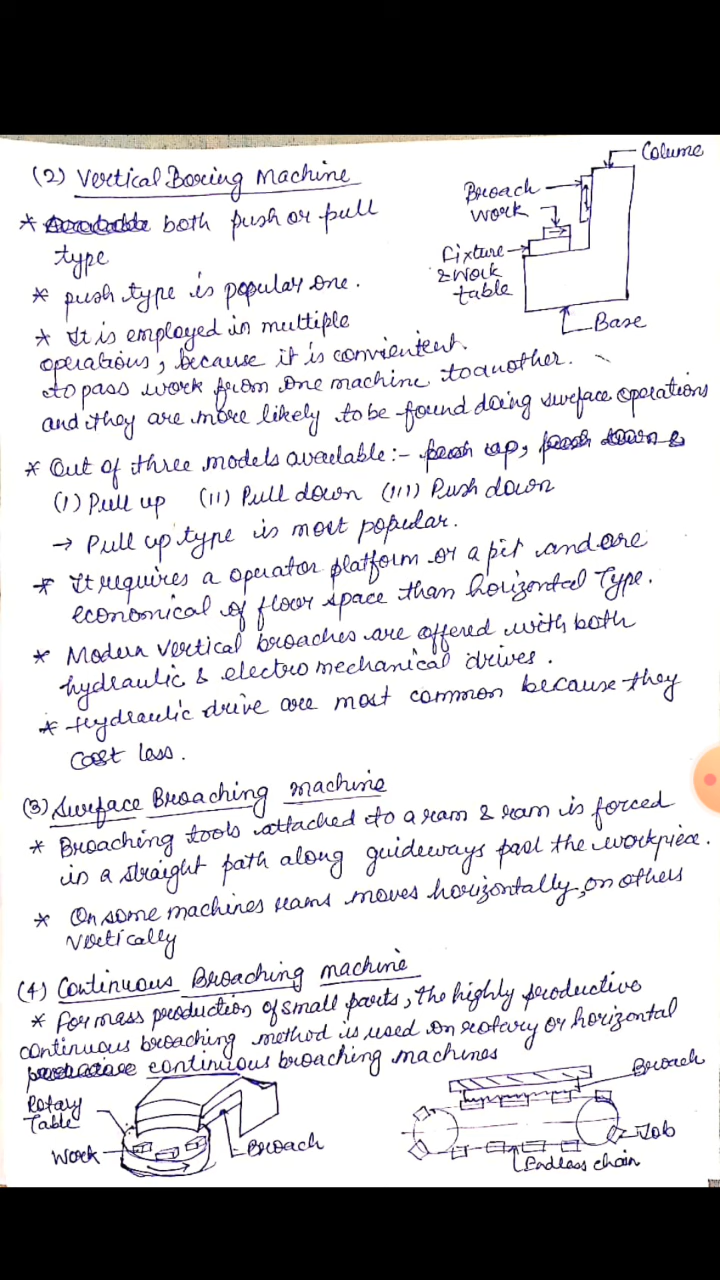 Colume
(2) Vertical Boring Machine
Broach
work
* both push or pull
type
fixture
& work
table
* push type is popular one.
Base
* It is employed in multiple
operations, because it is convientent.
to pass work from one machine to another.
and they are more likely to be found doing surface operations
* Out of three models available:-
(I) Pull up (II) Pull down (III) Push down
→ Pull up type is most popular.
* It requires a operator platform or a pit and are
economical of floor space than horizontal Type.
* Modern vertical broaches are offered with both
hydraulic & electro mechanical drives.
* Hydraulic drive are most common because they
cost less.
(3) Surface Broaching machine
* Broaching tools attached to a ram & ram is forced
in a straight path along guideways past the workpiece.
* On some machines rams moves horizontally, on others
vertically
(4) Continuous Broaching machine
* For mass production of small parts, the highly productive
continuous broaching method is used on rotary or horizontal
continuious broaching machines
Rotary
Table
Work
Broach
Broach
Job
Endless chain